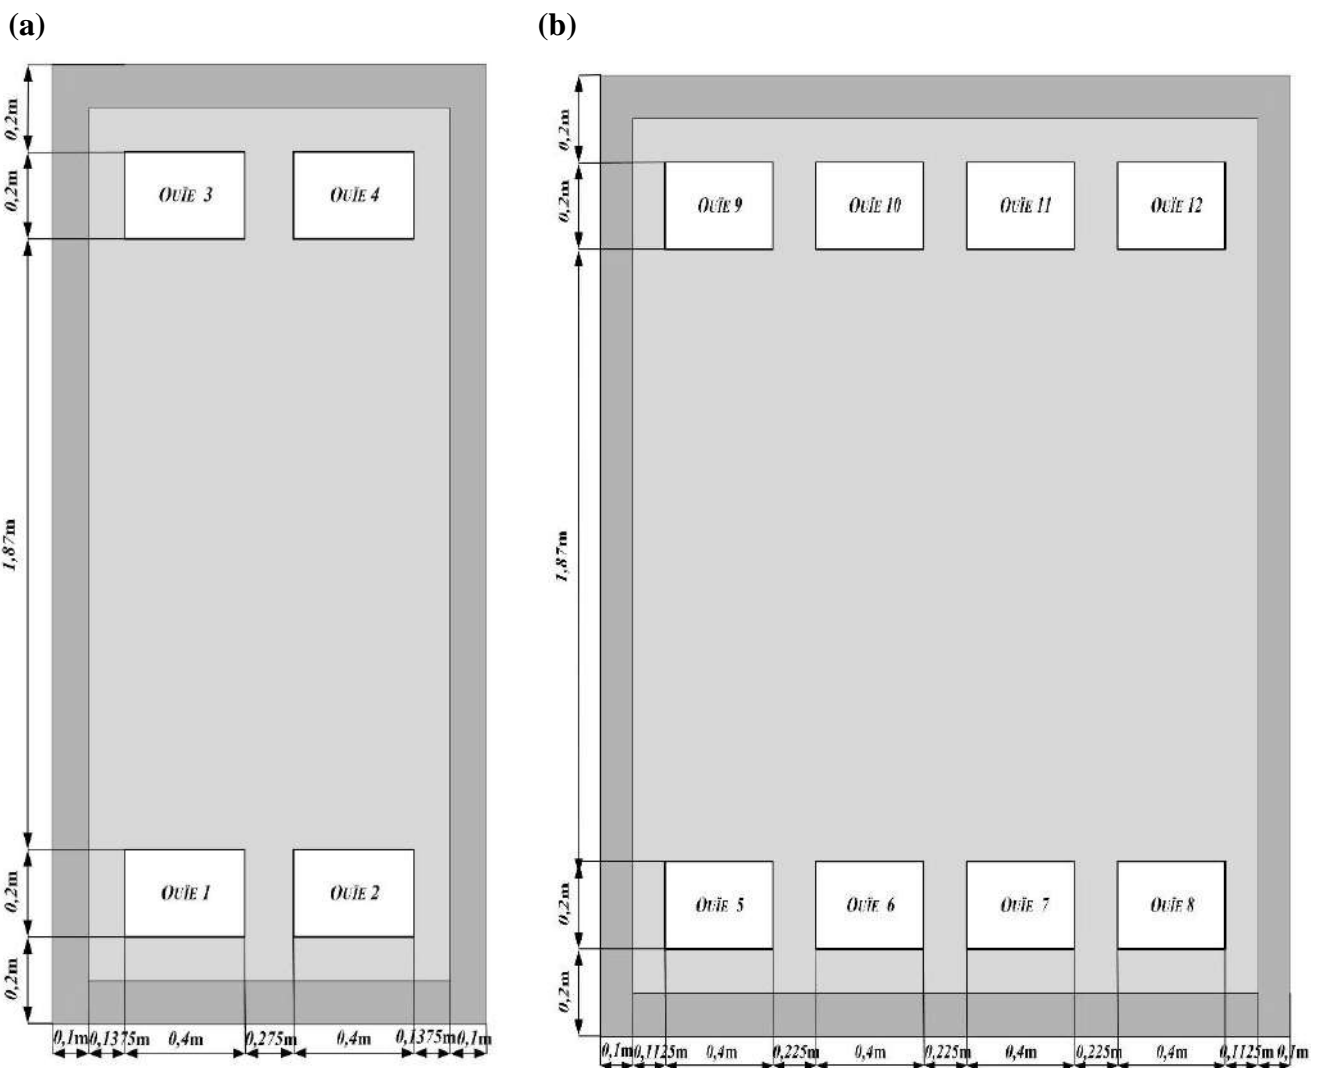 (a)
(b)
0,2m
0,2m
1,87m
0,2m
0,2m
OUÏE 3
OUÏE 4
OUÏE 1
OUÏE 2
0,1m 0,1375m 0,4m 0,275m 0,4m 0,1375m 0,1m
0,2m
0,2m
1,87m
0,2m
0,2m
OUÏE 9
OUÏE 10
OUÏE 11
OUÏE 12
OUÏE 5
OUÏE 6
OUÏE 7
OUÏE 8
0,1m 0,1125m 0,4m 0,225m 0,4m 0,225m 0,4m 0,225m 0,4m 0,1125m 0,1m